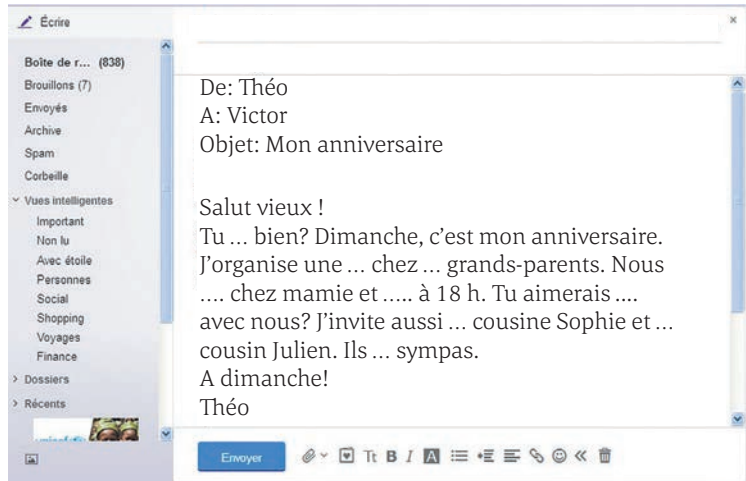 Écrire
×
Boîte de r... (838)
Brouillons (7)
Envoyés
Archive
Spam
Corbeille
Vues intelligentes
Important
Non lu
Avec étoile
Personnes
Social
Shopping
Voyages
Finance
> Dossiers
> Récents
De: Théo
A: Victor
Objet: Mon anniversaire
Salut vieux !
Tu ... bien? Dimanche, c'est mon anniversaire.
J'organise une ... chez ... grands-parents. Nous
.... chez mamie et ..... à 18 h. Tu aimerais ....
avec nous? J'invite aussi ... cousine Sophie et ...
cousin Julien. Ils ... sympas.
A dimanche!
Théo
Envoyer Tt B I A